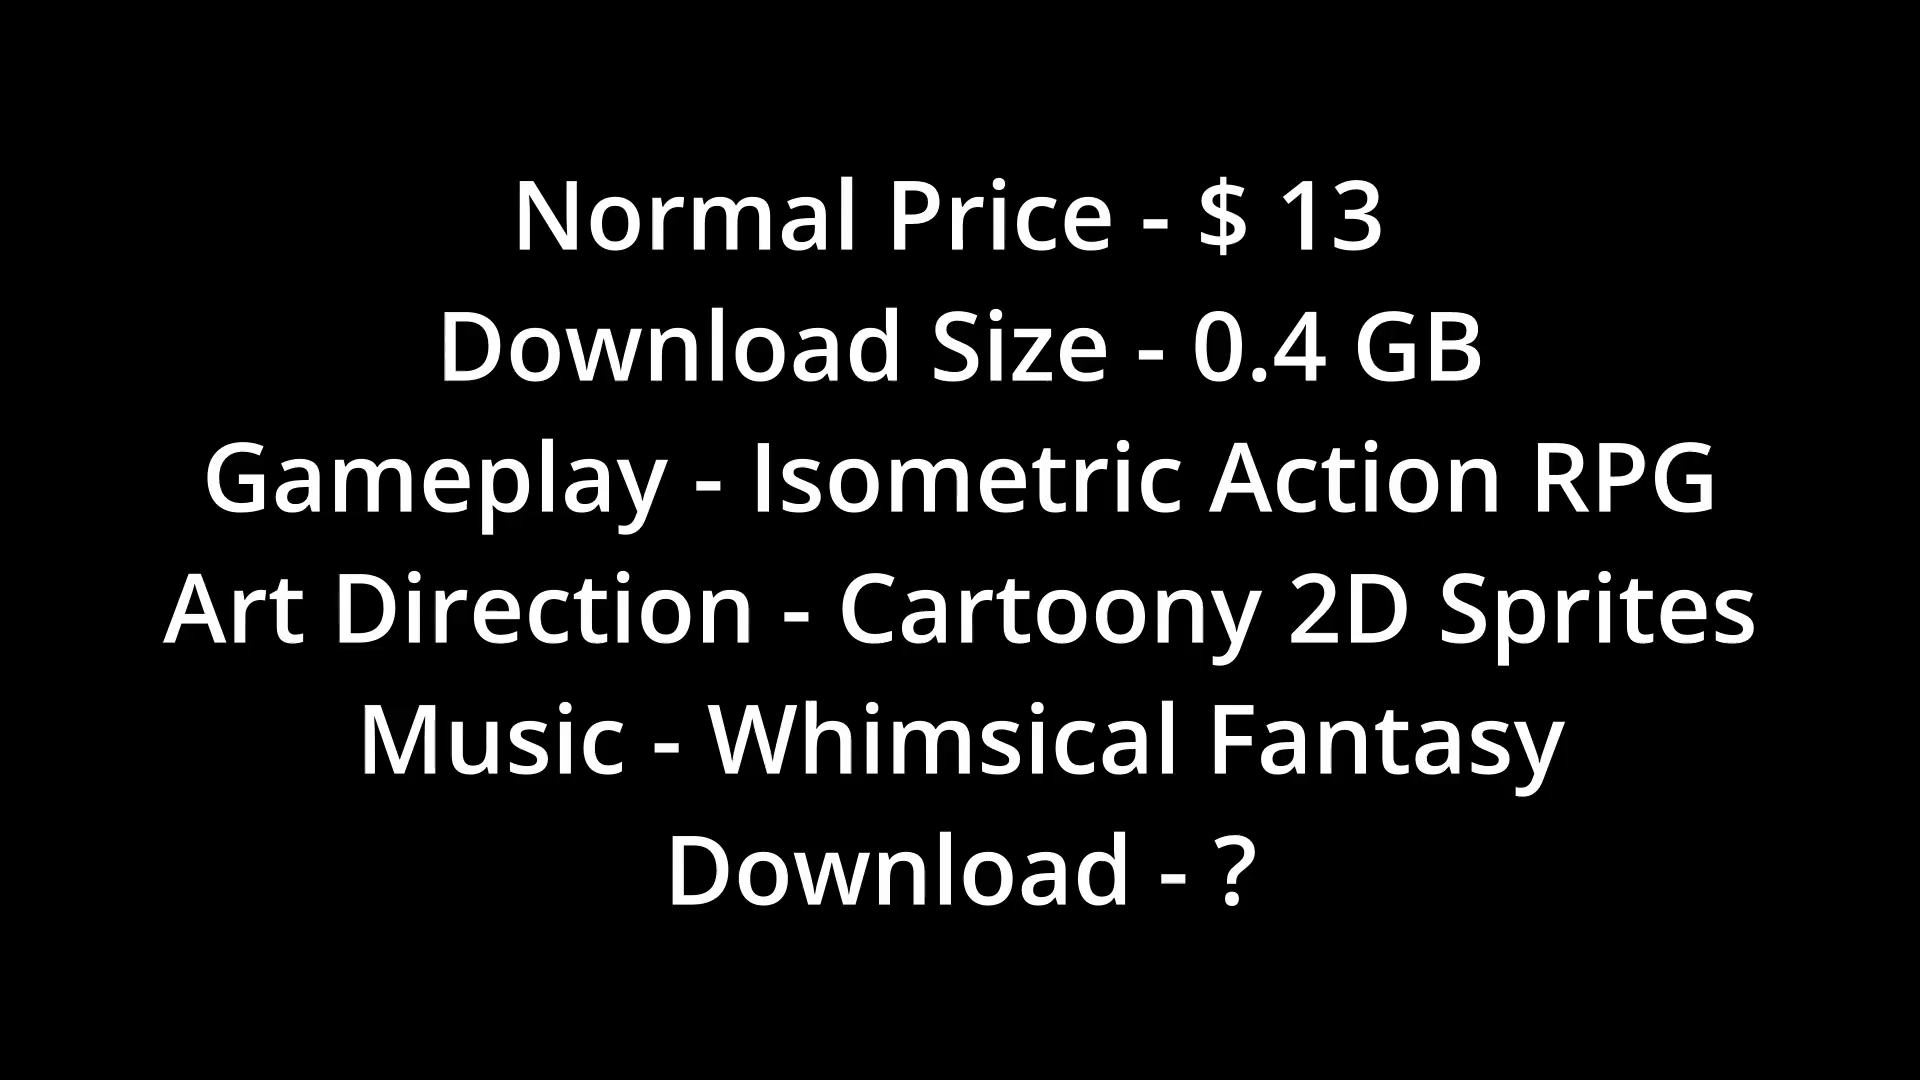 Normal Price - $ 13
Download Size - 0.4 GB
Gameplay - Isometric Action RPG
Art Direction - Cartoony 2D Sprites
Music - Whimsical Fantasy
Download - ?